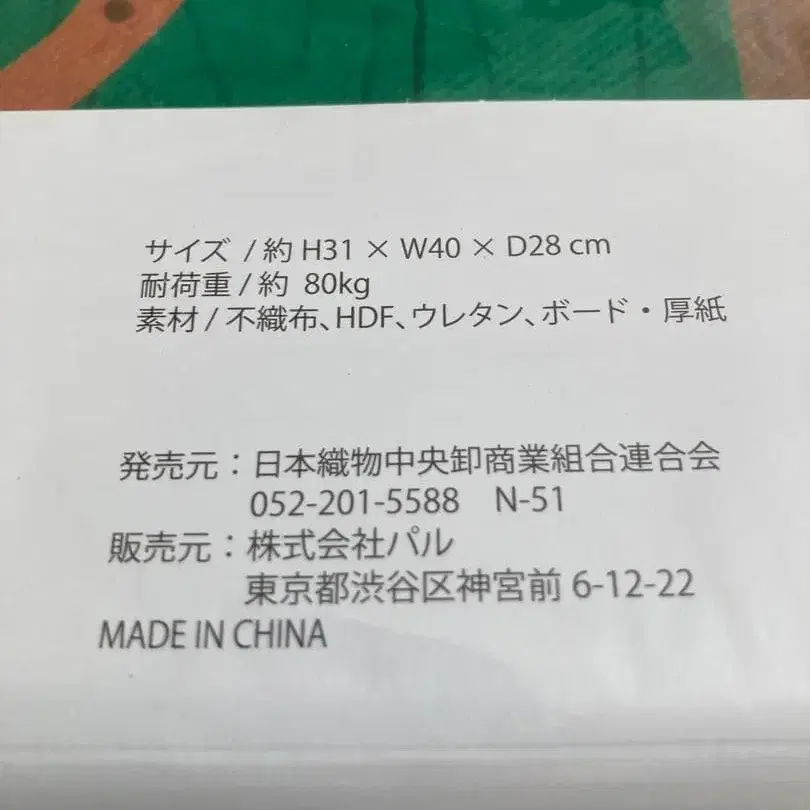 サイズ / 約 H31 × W40 × D28 cm
耐荷重 / 約 80kg
素材 / 不織布、HDF、ウレタン、ボード・厚紙
発売元：日本織物中央卸商業組合連合会
052-201-5588 N-51
販売元：株式会社パル
東京都渋谷区神宮前 6-12-22
MADE IN CHINA